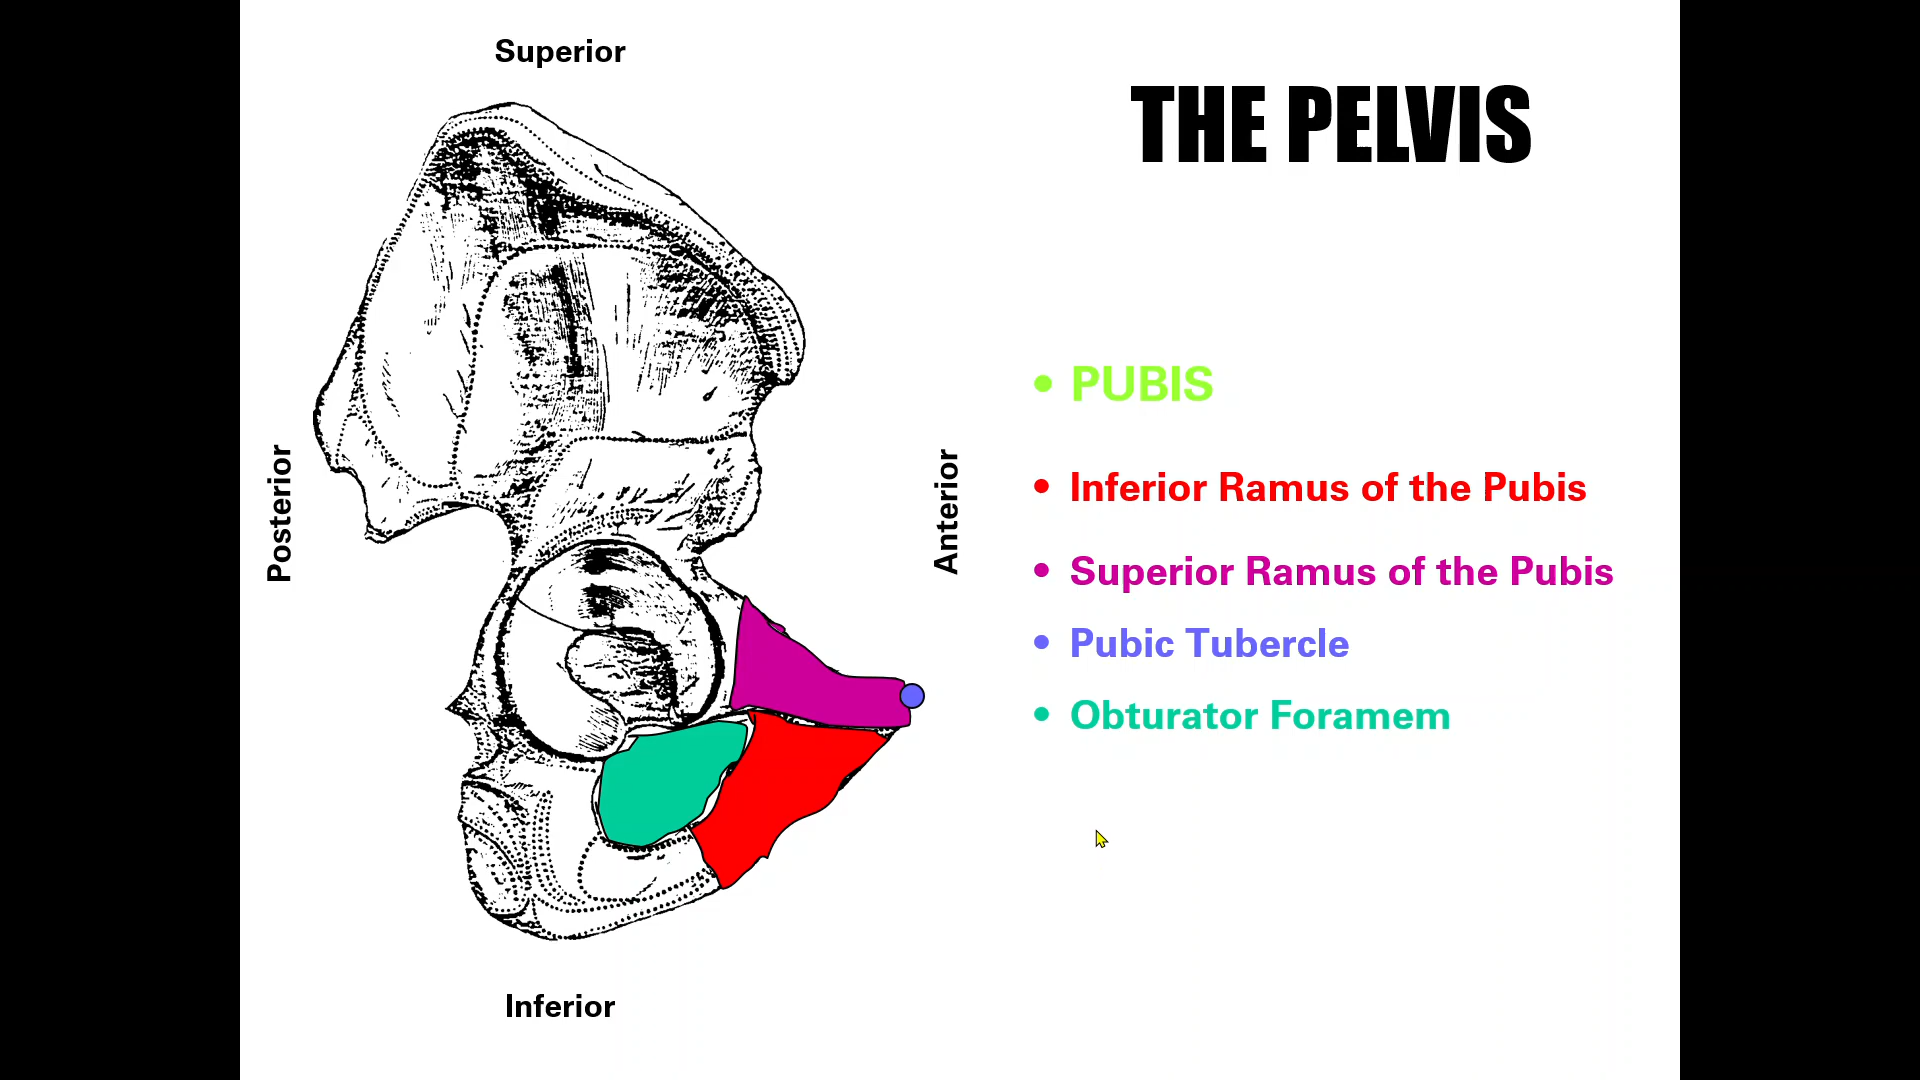 Superior
THE PELVIS
Posterior
Anterior
• PUBIS
• Inferior Ramus of the Pubis
• Superior Ramus of the Pubis
• Pubic Tubercle
• Obturator Foramem
Inferior